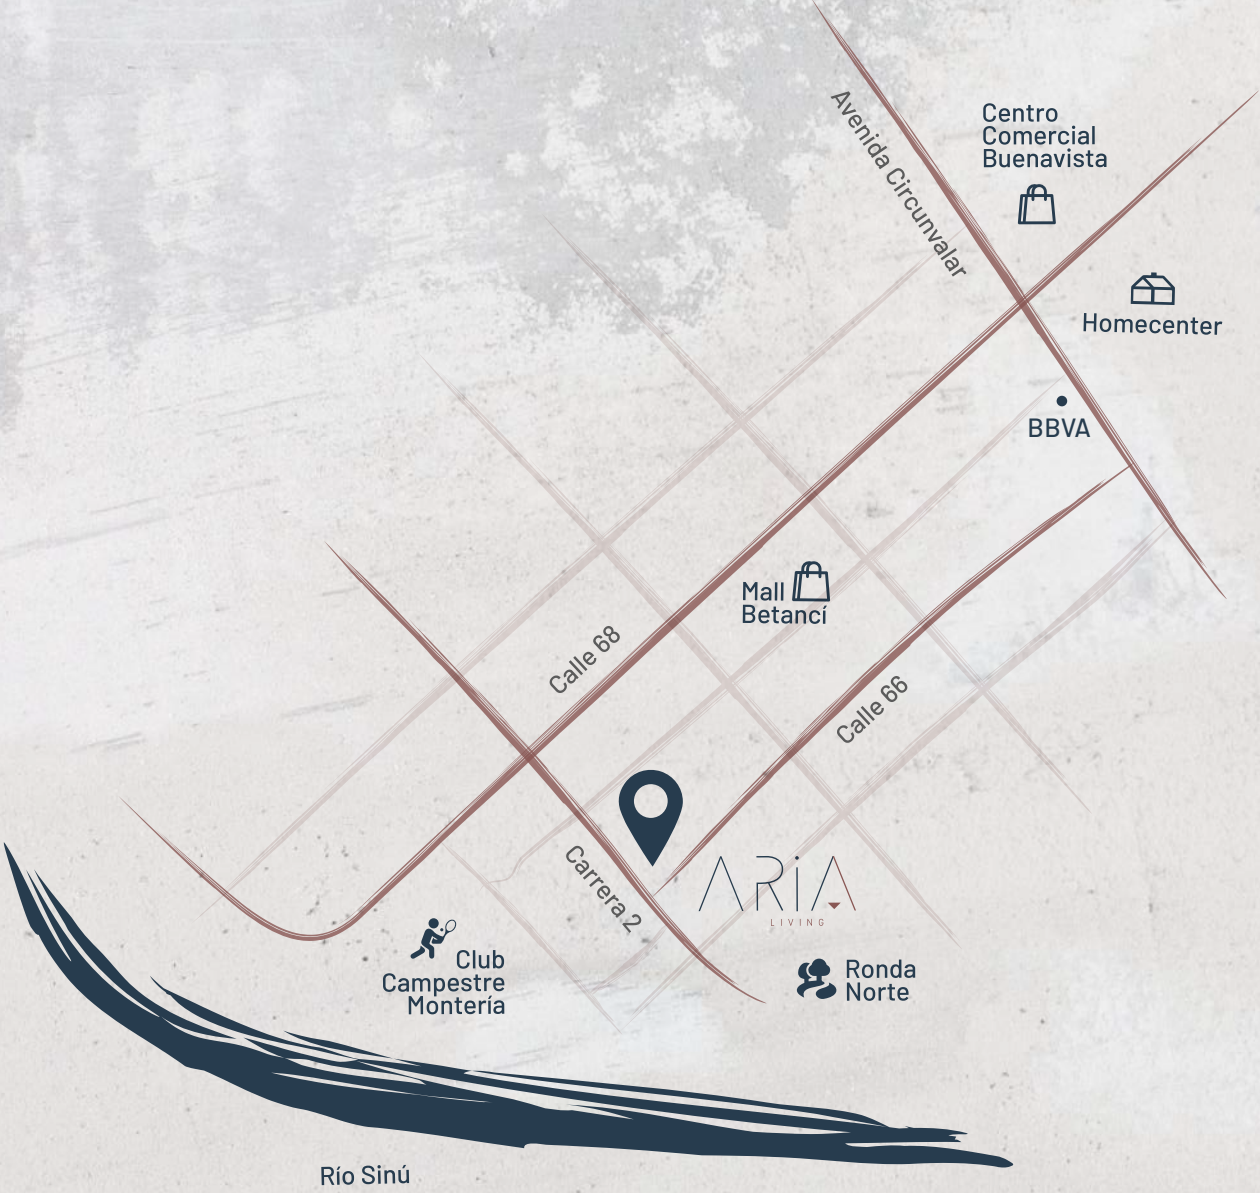 Avenida Circunvalar
Centro
Comercial
Buenavista
Homecenter
BBVA
Mall
Betancí
Calle 68
Calle 66
Carrera 2
ARiA
LIVING
Club
Campestre
Montería
Ronda
Norte
Río Sinú